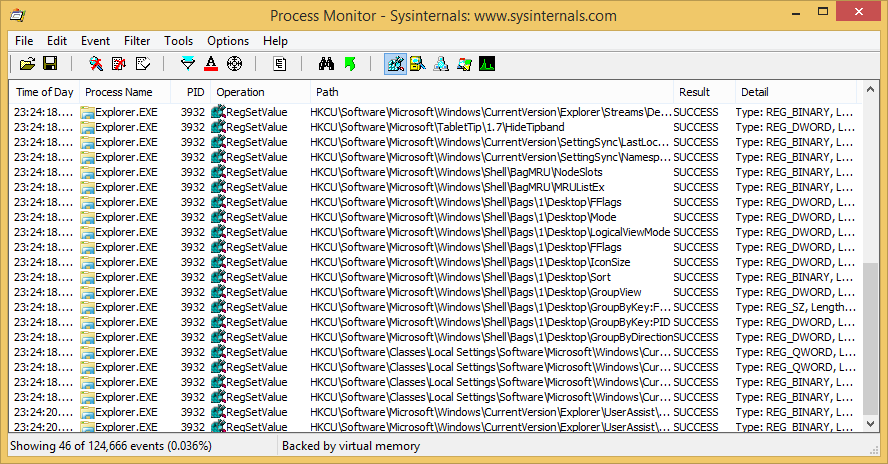 Process Monitor - Sysinternals: www.sysinternals.com
File Edit Event Filter Tools Options Help
Time of Day Process Name PID Operation Path Result Detail
23:24:18.... Explorer.EXE 3932 RegSetValue HKCU\Software\Microsoft\Windows\CurrentVersion\Explorer\Streams\De... SUCCESS Type: REG_BINARY, L...
23:24:18.... Explorer.EXE 3932 RegSetValue HKCU\Software\Microsoft\TabletTip\1.7\HideTipband SUCCESS Type: REG_DWORD, L...
23:24:18.... Explorer.EXE 3932 RegSetValue HKCU\Software\Microsoft\Windows\CurrentVersion\SettingSync\LastLoc... SUCCESS Type: REG_BINARY, L...
23:24:18.... Explorer.EXE 3932 RegSetValue HKCU\Software\Microsoft\Windows\CurrentVersion\SettingSync\Namesp... SUCCESS Type: REG_DWORD, L...
23:24:18.... Explorer.EXE 3932 RegSetValue HKCU\Software\Microsoft\Windows\Shell\BagMRU\NodeSlots SUCCESS Type: REG_BINARY, L...
23:24:18.... Explorer.EXE 3932 RegSetValue HKCU\Software\Microsoft\Windows\Shell\BagMRU\MRUListEx SUCCESS Type: REG_BINARY, L...
23:24:18.... Explorer.EXE 3932 RegSetValue HKCU\Software\Microsoft\Windows\Shell\Bags\1\Desktop\FFlags SUCCESS Type: REG_DWORD, L...
23:24:18.... Explorer.EXE 3932 RegSetValue HKCU\Software\Microsoft\Windows\Shell\Bags\1\Desktop\Mode SUCCESS Type: REG_DWORD, L...
23:24:18.... Explorer.EXE 3932 RegSetValue HKCU\Software\Microsoft\Windows\Shell\Bags\1\Desktop\LogicalViewMode SUCCESS Type: REG_DWORD, L...
23:24:18.... Explorer.EXE 3932 RegSetValue HKCU\Software\Microsoft\Windows\Shell\Bags\1\Desktop\FFlags SUCCESS Type: REG_DWORD, L...
23:24:18.... Explorer.EXE 3932 RegSetValue HKCU\Software\Microsoft\Windows\Shell\Bags\1\Desktop\IconSize SUCCESS Type: REG_DWORD, L...
23:24:18.... Explorer.EXE 3932 RegSetValue HKCU\Software\Microsoft\Windows\Shell\Bags\1\Desktop\Sort SUCCESS Type: REG_BINARY, L...
23:24:18.... Explorer.EXE 3932 RegSetValue HKCU\Software\Microsoft\Windows\Shell\Bags\1\Desktop\GroupView SUCCESS Type: REG_DWORD, L...
23:24:18.... Explorer.EXE 3932 RegSetValue HKCU\Software\Microsoft\Windows\Shell\Bags\1\Desktop\GroupByKey:F... SUCCESS Type: REG_SZ, Length...
23:24:18.... Explorer.EXE 3932 RegSetValue HKCU\Software\Microsoft\Windows\Shell\Bags\1\Desktop\GroupByKey:PID SUCCESS Type: REG_DWORD, L...
23:24:18.... Explorer.EXE 3932 RegSetValue HKCU\Software\Microsoft\Windows\Shell\Bags\1\Desktop\GroupByDirection SUCCESS Type: REG_DWORD, L...
23:24:18.... Explorer.EXE 3932 RegSetValue HKCU\Software\Classes\Local Settings\Software\Microsoft\Windows\Cur... SUCCESS Type: REG_QWORD, L...
23:24:18.... Explorer.EXE 3932 RegSetValue HKCU\Software\Classes\Local Settings\Software\Microsoft\Windows\Cur... SUCCESS Type: REG_QWORD, L...
23:24:18.... Explorer.EXE 3932 RegSetValue HKCU\Software\Classes\Local Settings\Software\Microsoft\Windows\Cur... SUCCESS Type: REG_BINARY, L...
23:24:18.... Explorer.EXE 3932 RegSetValue HKCU\Software\Classes\Local Settings\Software\Microsoft\Windows\Cur... SUCCESS Type: REG_BINARY, L...
23:24:20.... Explorer.EXE 3932 RegSetValue HKCU\Software\Microsoft\Windows\CurrentVersion\Explorer\UserAssist\... SUCCESS Type: REG_BINARY, L...
23:24:20.... Explorer.EXE 3932 RegSetValue HKCU\Software\Microsoft\Windows\CurrentVersion\Explorer\UserAssist\... SUCCESS Type: REG_BINARY, L...
Showing 46 of 124,666 events (0.036%) Backed by virtual memory